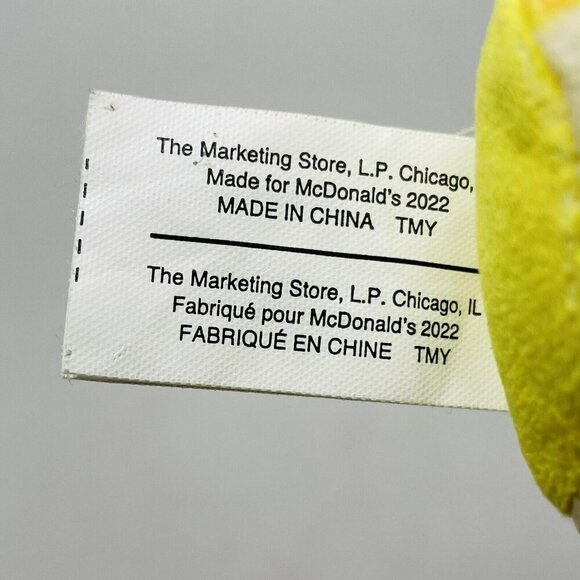 The Marketing Store, L.P. Chicago,
Made for McDonald's 2022
MADE IN CHINA TMY
The Marketing Store, L.P. Chicago, IL
Fabriqué pour McDonald's 2022
FABRIQUÉ EN CHINE TMY